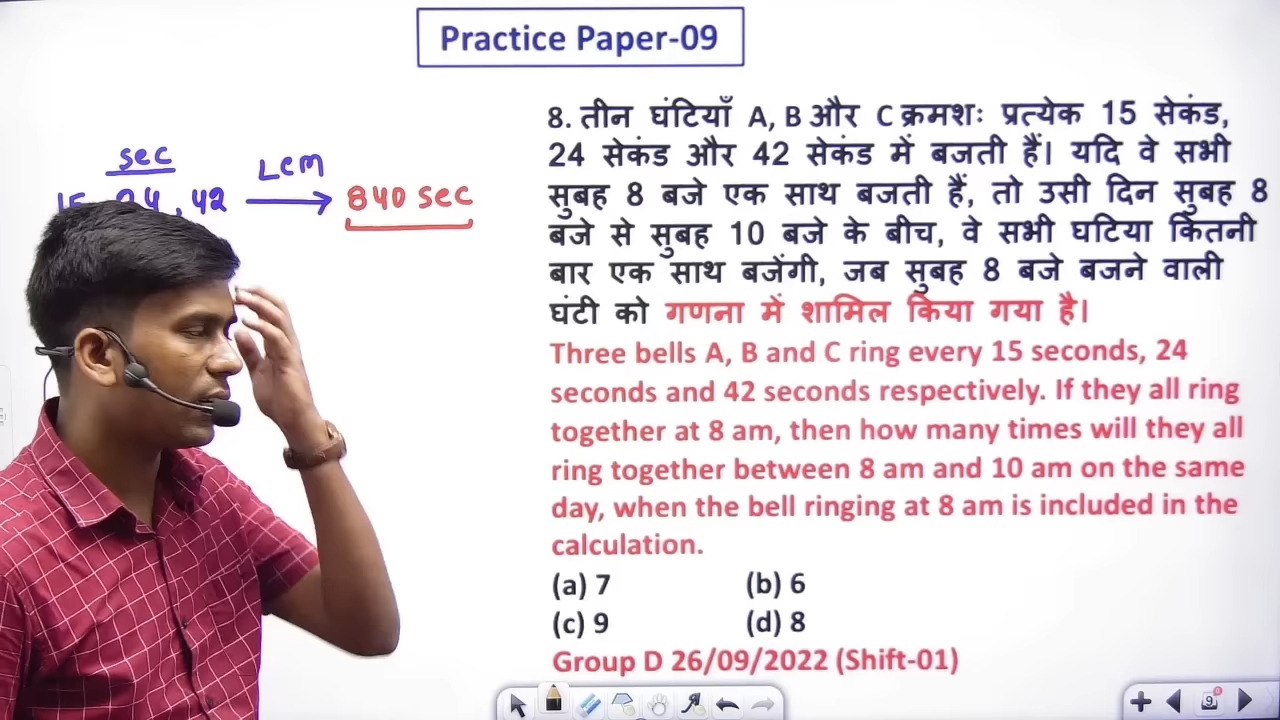 Practice Paper-09
8. तीन घंटियाँ A, B और C क्रमशः प्रत्येक 15 सेकंड,
24 सेकंड और 42 सेकंड में बजती हैं। यदि वे सभी
सुबह 8 बजे एक साथ बजती हैं, तो उसी दिन सुबह 8
बजे से सुबह 10 बजे के बीच, वे सभी घटिया कितनी
बार एक साथ बजेंगी, जब सुबह 8 बजे बजने वाली
घंटी को गणना में शामिल किया गया है।
Three bells A, B and C ring every 15 seconds, 24
seconds and 42 seconds respectively. If they all ring
together at 8 am, then how many times will they all
ring together between 8 am and 10 am on the same
day, when the bell ringing at 8 am is included in the
calculation.
(a) 7 (b) 6
(c) 9 (d) 8
Group D 26/09/2022 (Shift-01)
sec
LCM
15, 24, 42 840 sec
9